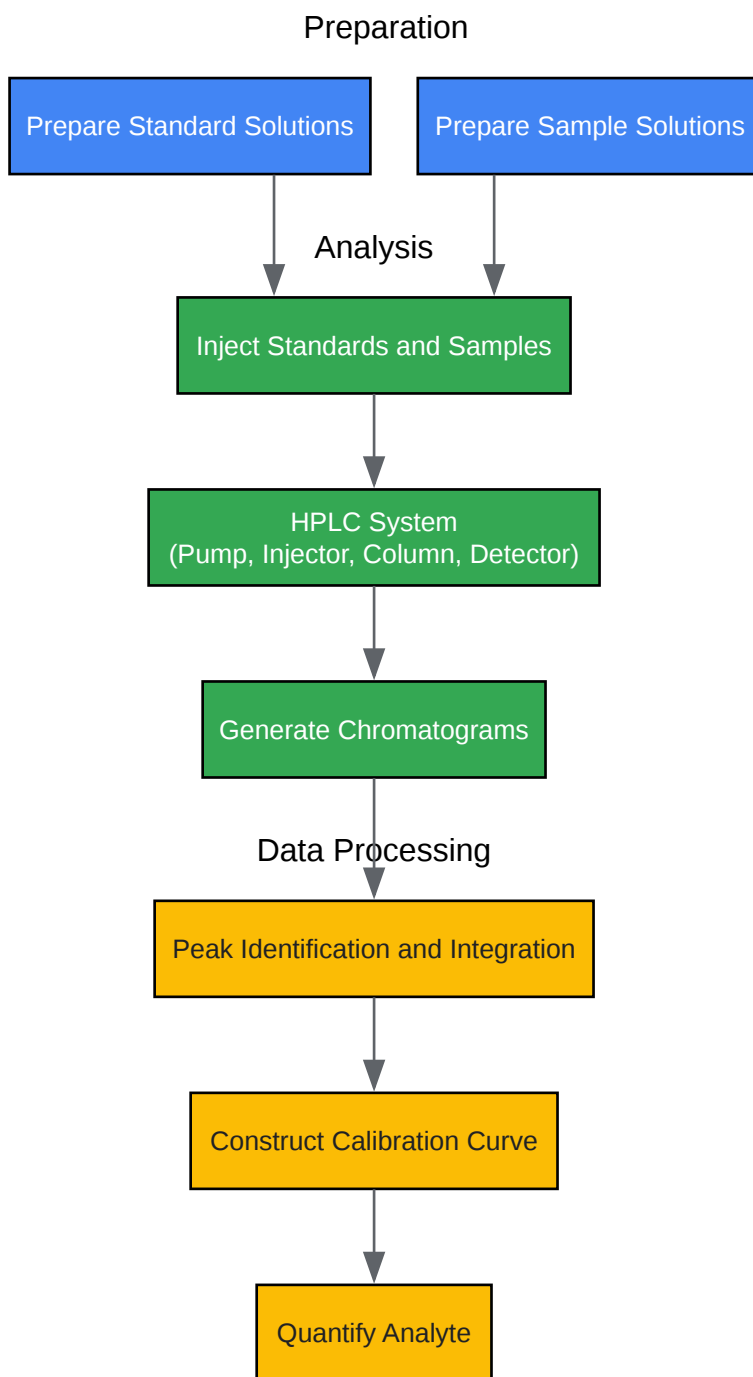 Preparation
Prepare Standard Solutions
Prepare Sample Solutions
Analysis
Inject Standards and Samples
HPLC System
(Pump, Injector, Column, Detector)
Generate Chromatograms
Data Processing
Peak Identification and Integration
Construct Calibration Curve
Quantify Analyte